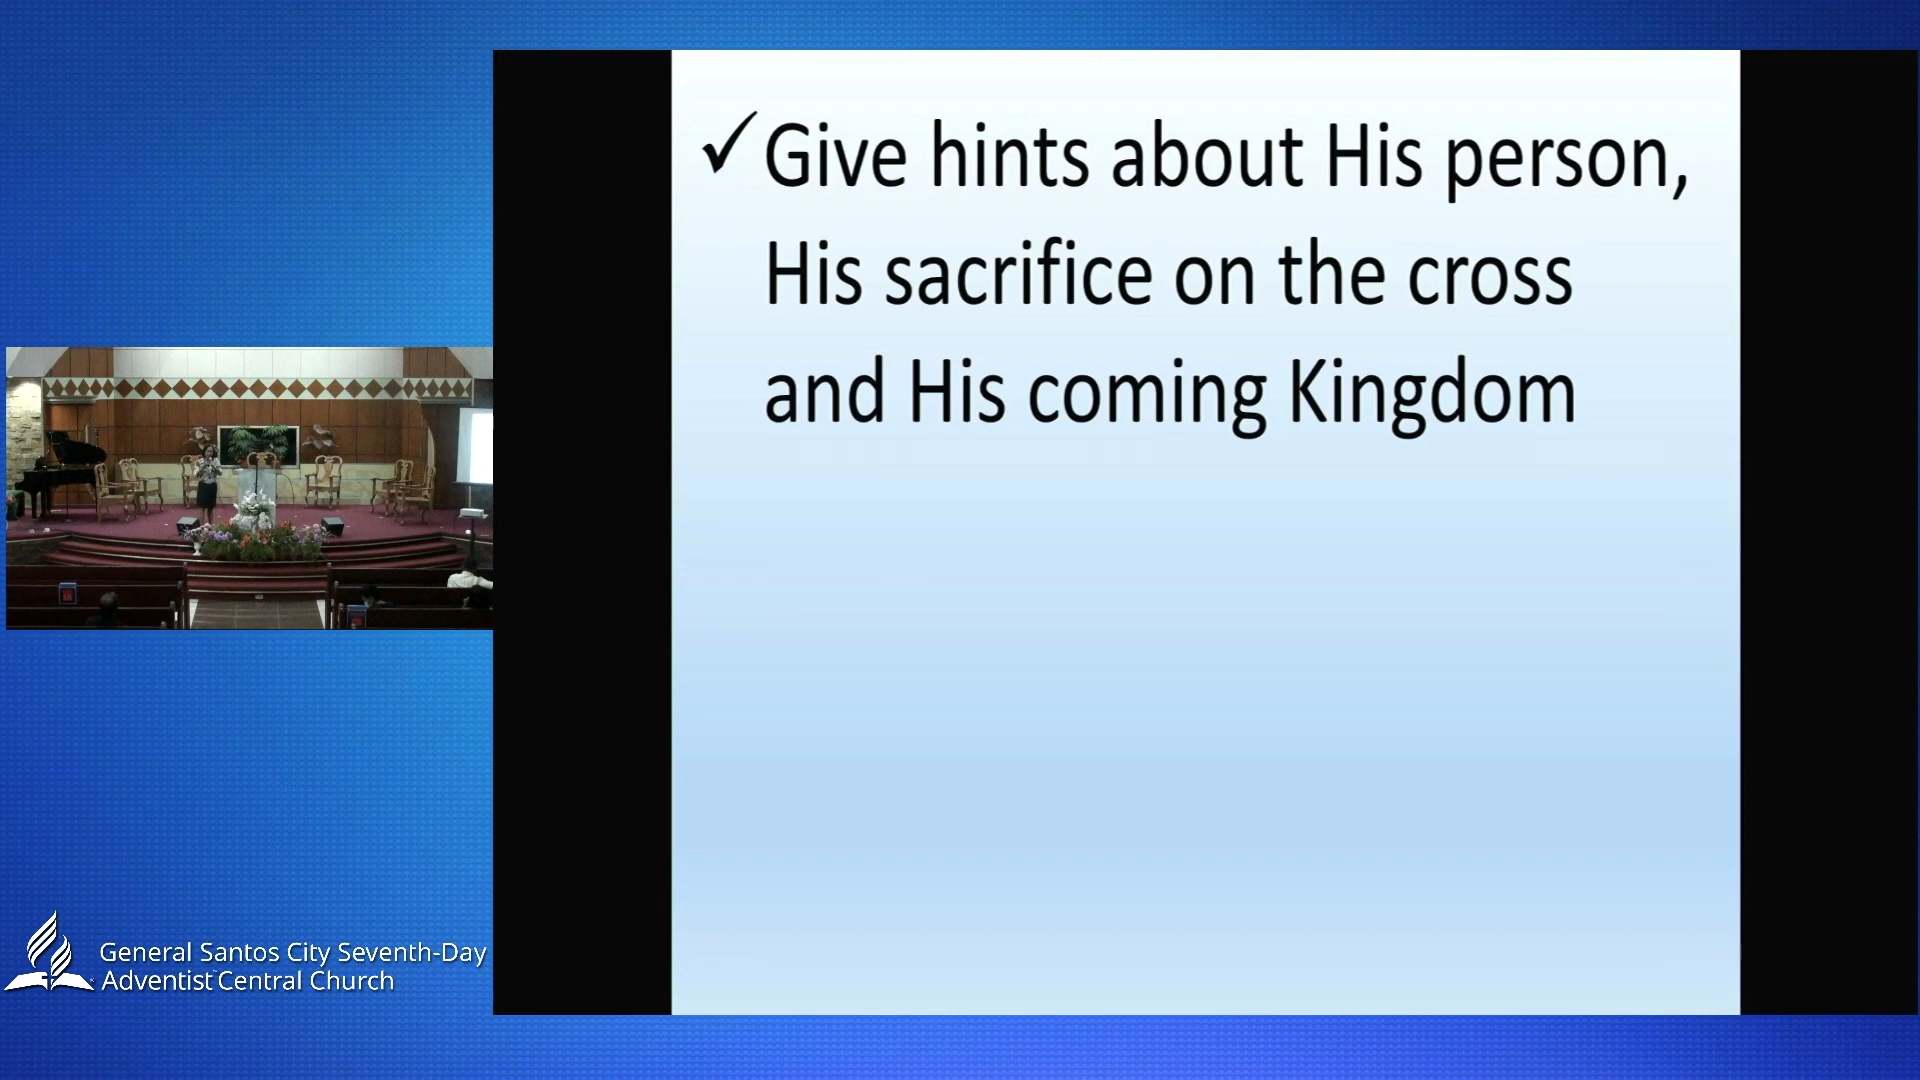 ✓Give hints about His person,
His sacrifice on the cross
and His coming Kingdom
General Santos City Seventh-Day
Adventist Central Church